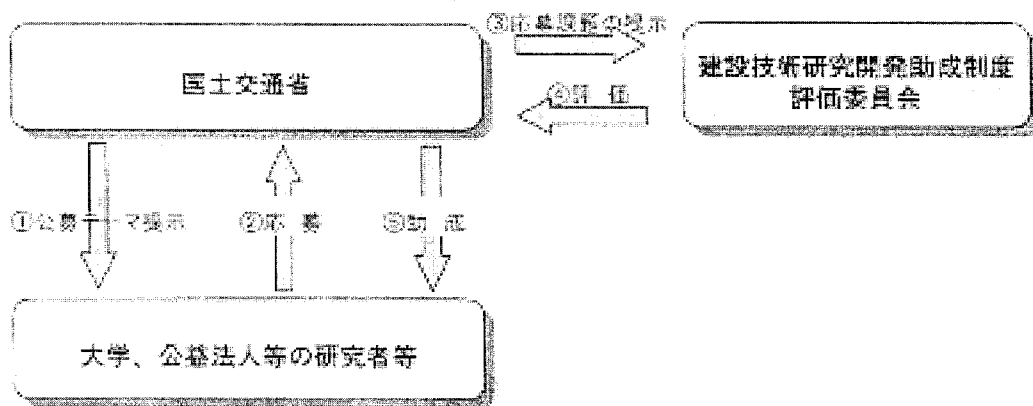 ③応募課題の提示
国土交通省
建設技術研究開発助成制度
評価委員会
④評 価
①公募テーマ提示
②応 募
⑤助 成
大学、公益法人等の研究者等